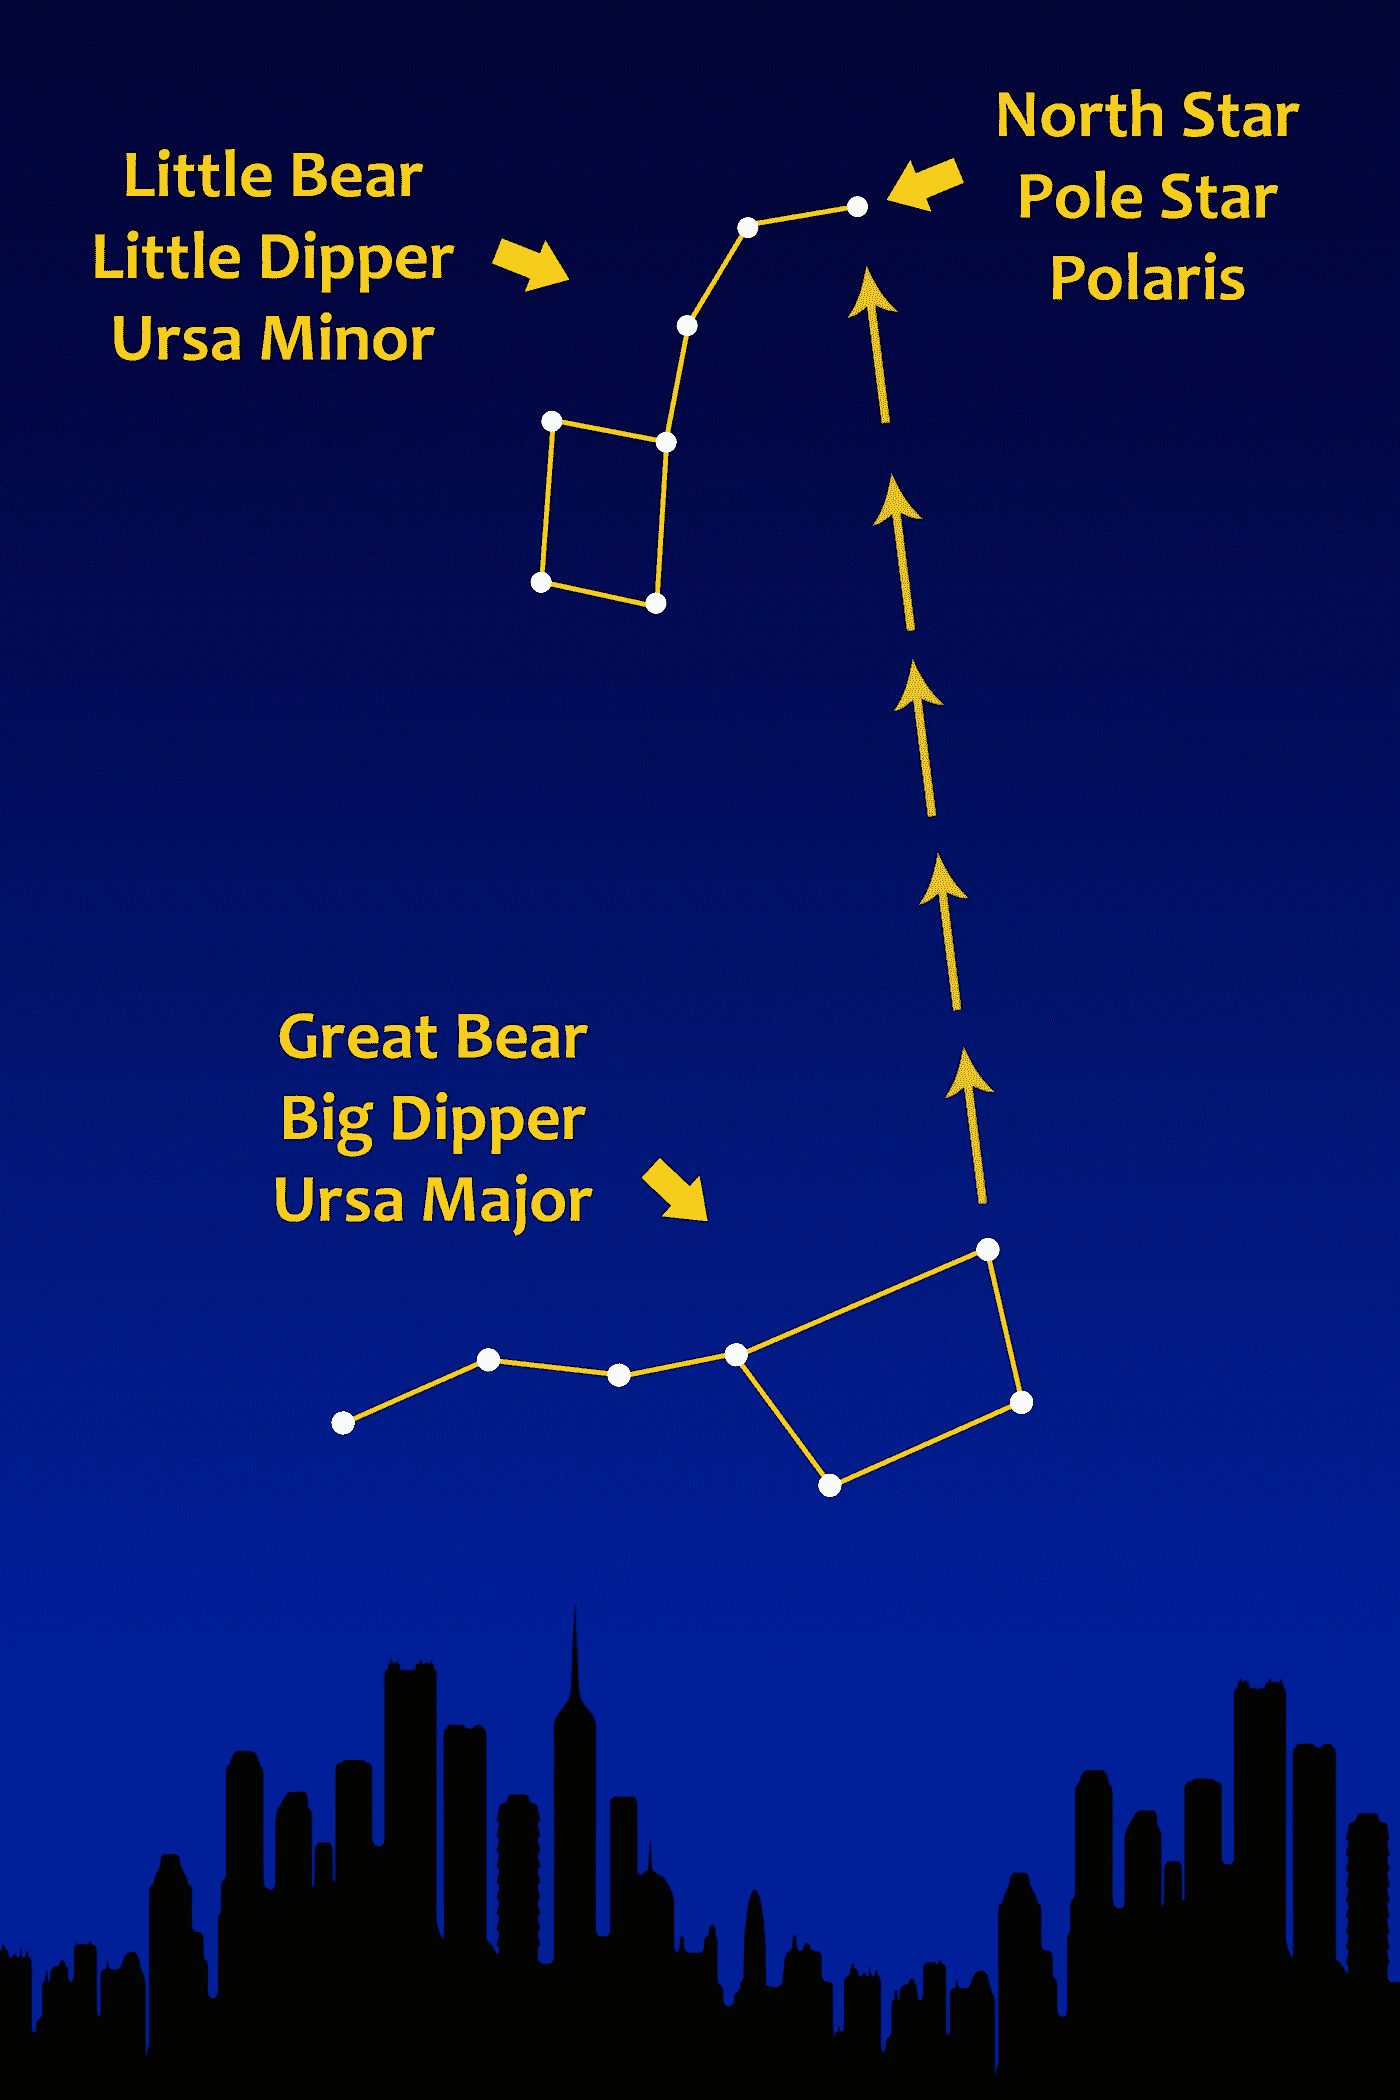 North Star
Pole Star
Polaris
Little Bear
Little Dipper
Ursa Minor
Great Bear
Big Dipper
Ursa Major